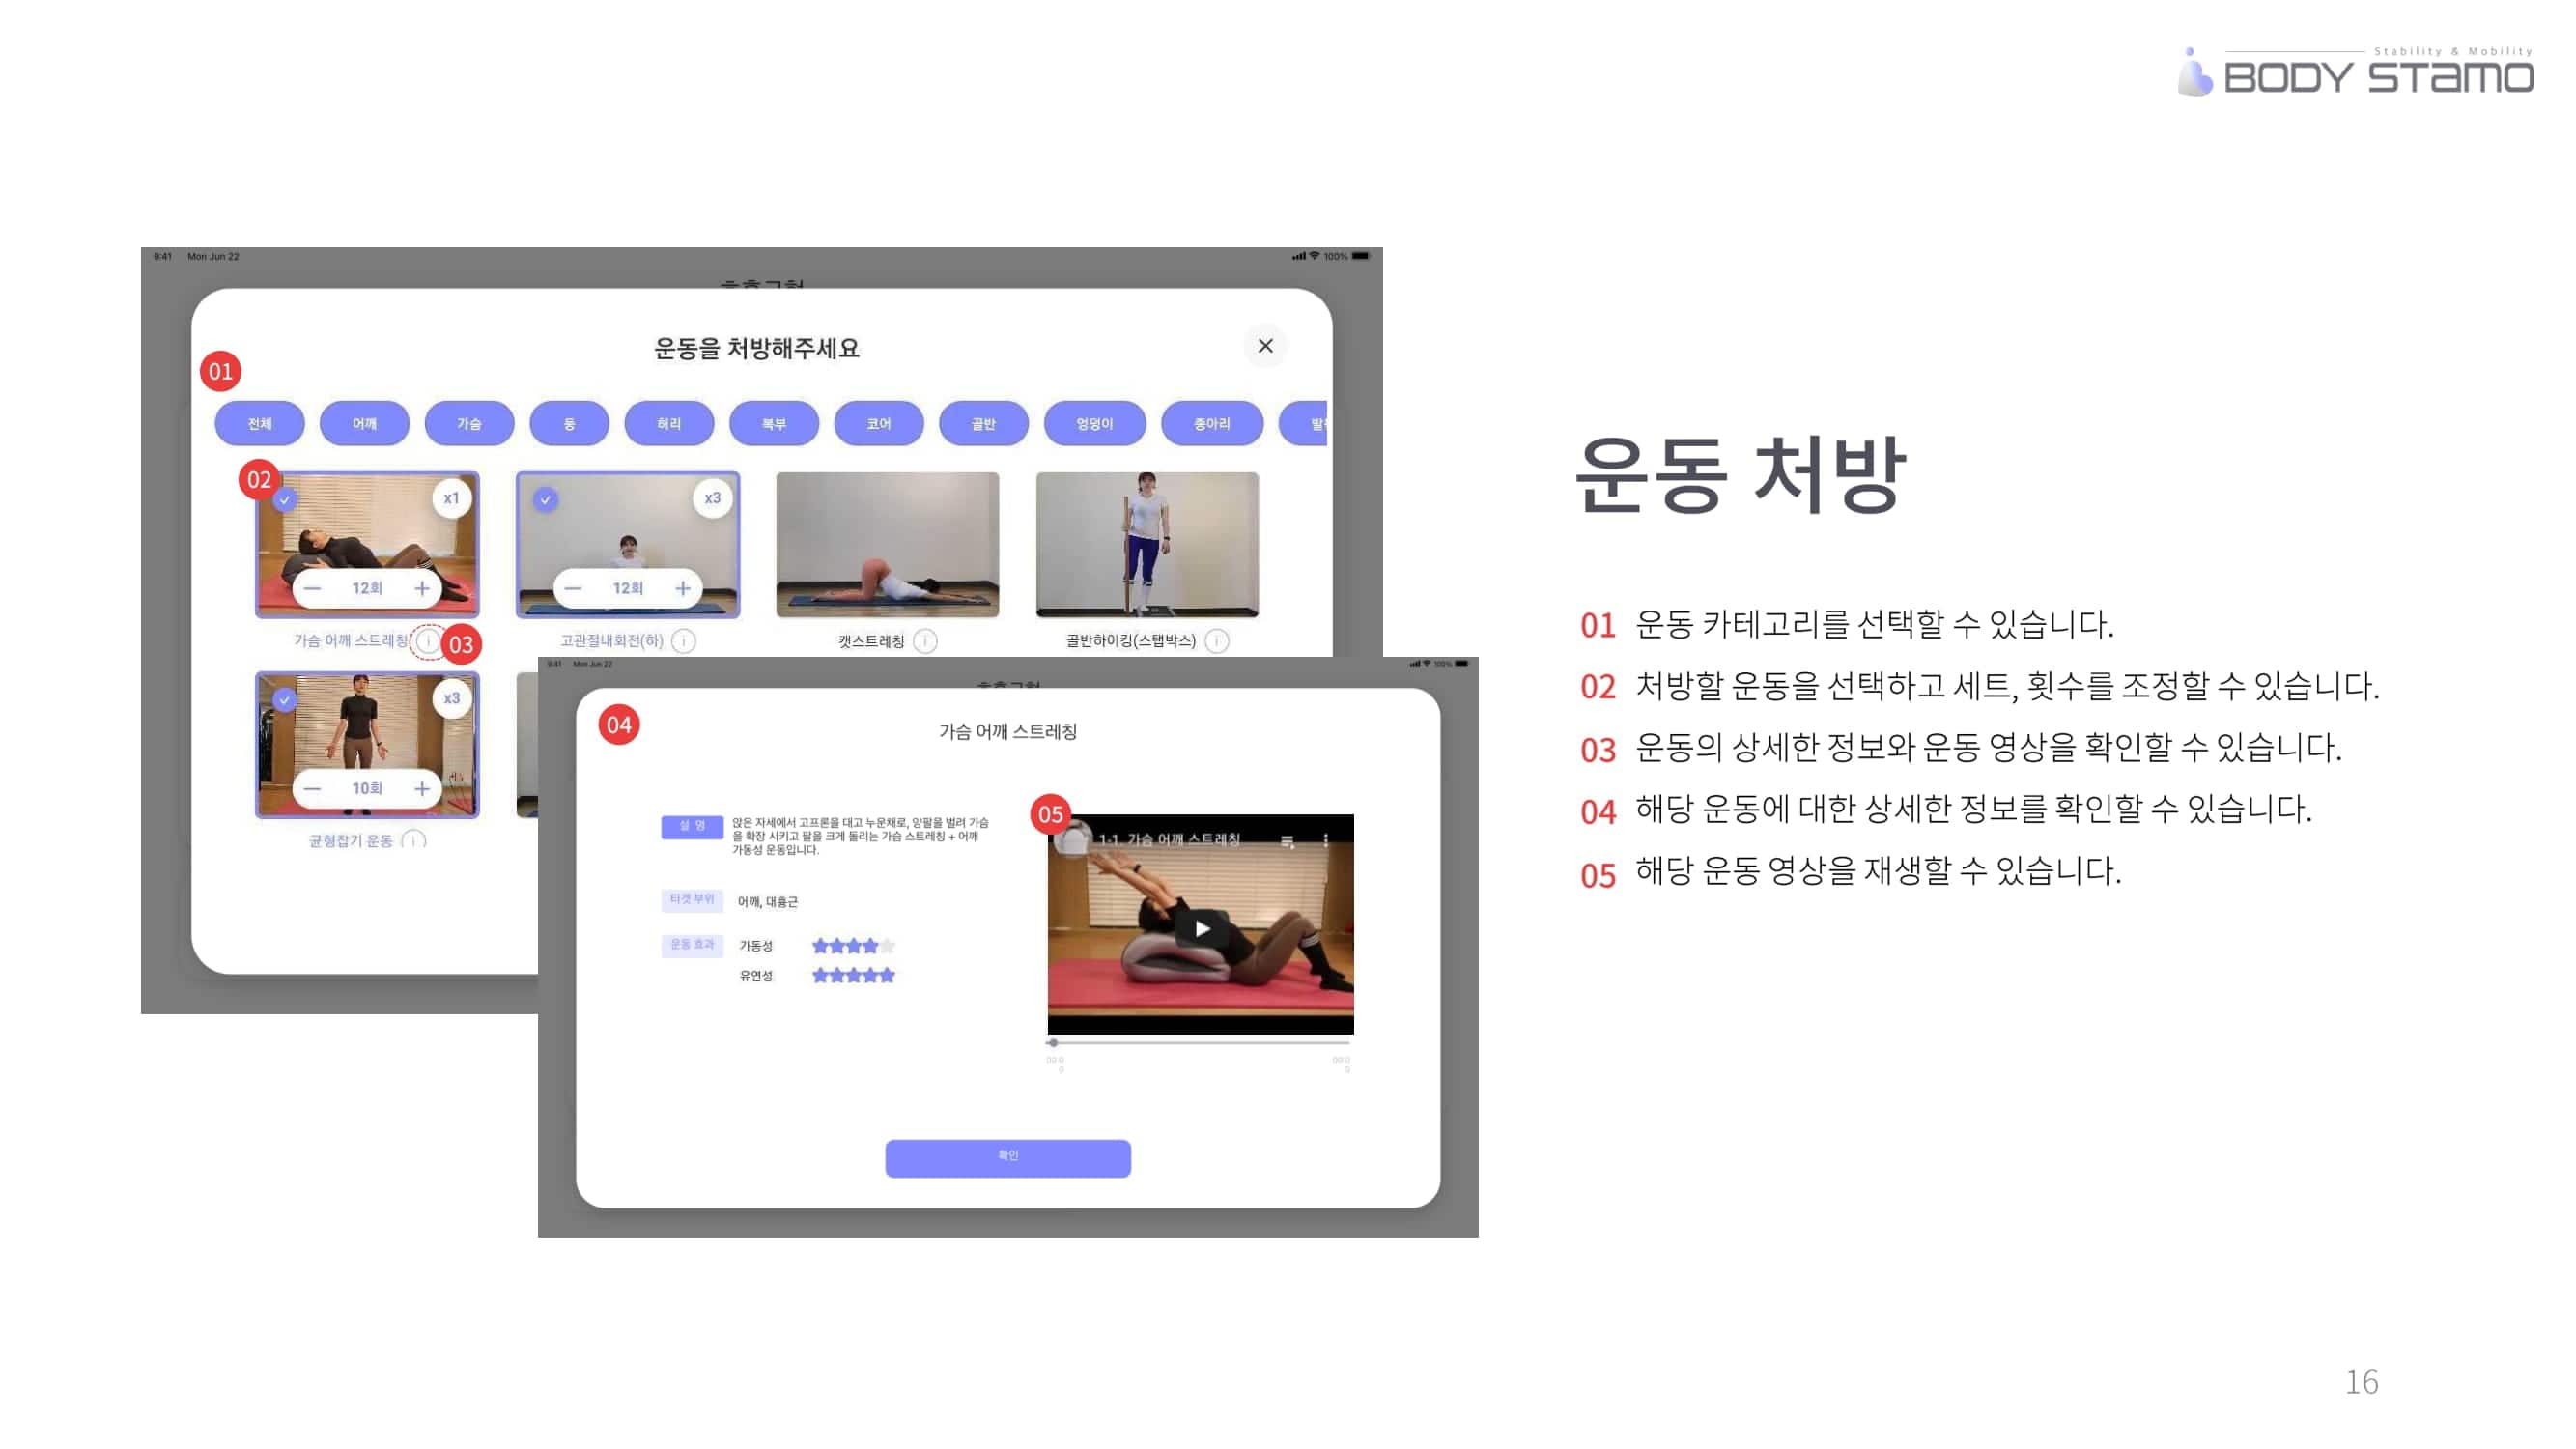 Stability & Mobility
BODY STaMO
9:41 Mon Jun 22
100%
운동을 처방해주세요
01
전체 어깨 가슴 등 허리 복부 코어 골반 엉덩이 종아리
02
x1
x3
12회
12회
가슴 어깨 스트레칭
03
고관절내회전(하)
캣스트레칭
골반하이킹(스탭박스)
x3
10회
균형잡기 운동
9:41 Mon Jun 22
100%
04
가슴 어깨 스트레칭
설 명
앉은 자세에서 고프론을 대고 누운채로, 양팔을 벌려 가슴
을 확장 시키고 팔을 크게 돌리는 가슴 스트레칭 + 어깨
가동성 운동입니다.
타겟 부위
어깨, 대흉근
운동 효과
가동성
유연성
05
1-1. 가슴 어깨 스트레칭
확인
운동 처방
01 운동 카테고리를 선택할 수 있습니다.
02 처방할 운동을 선택하고 세트, 횟수를 조정할 수 있습니다.
03 운동의 상세한 정보와 운동 영상을 확인할 수 있습니다.
04 해당 운동에 대한 상세한 정보를 확인할 수 있습니다.
05 해당 운동 영상을 재생할 수 있습니다.
16